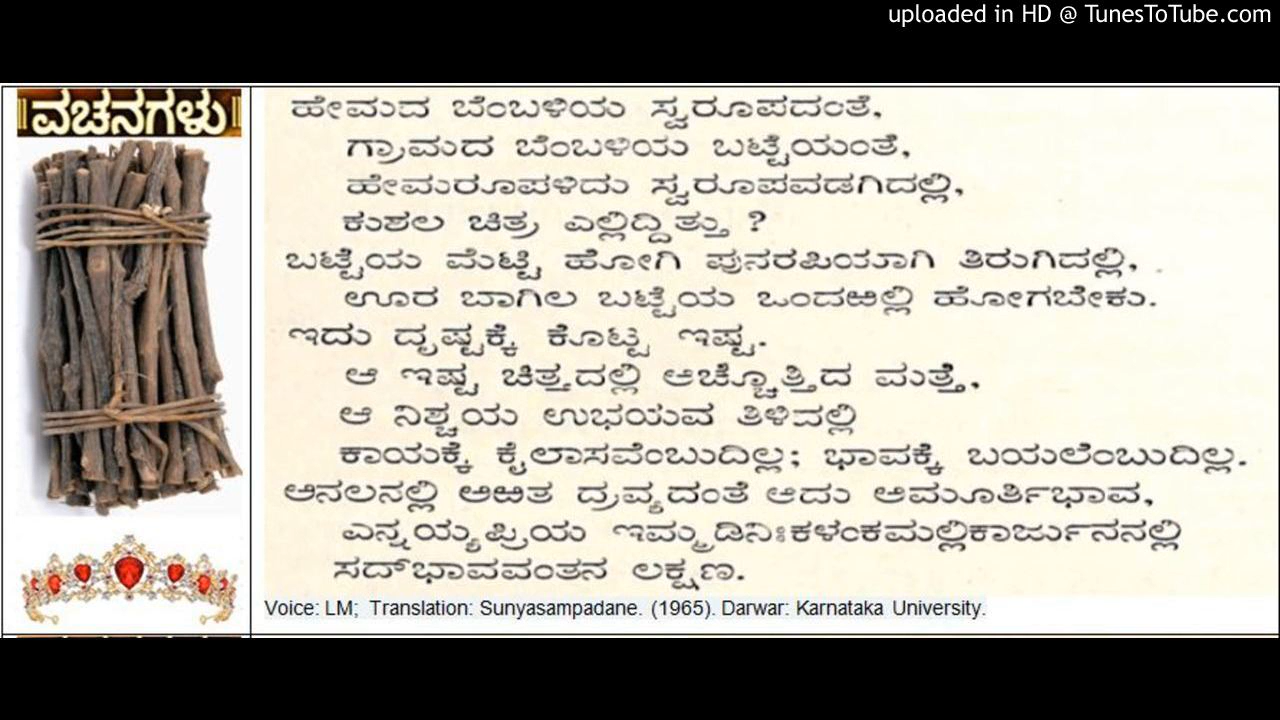 uploaded in HD @ TunesToTube.com
ವಚನಗಳು
ಹೇಮದ ಬೆಂಬಳಿಯ ಸ್ವರೂಪದಂತೆ,
ಗ್ರಾಮದ ಬೆಂಬಳಿಯ ಬಟ್ಟೆಯಂತೆ,
ಹೇಮರೂಪಳಿದು ಸ್ವರೂಪವಡಗಿದಲ್ಲಿ,
ಕುಶಲ ಚಿತ್ರ ಎಲ್ಲಿದ್ದಿತ್ತು ?
ಬಟ್ಟೆಯ ಮೆಟ್ಟಿ ಹೋಗಿ ಪುನರಪಿಯಾಗಿ ತಿರುಗಿದಲ್ಲಿ,
ಊರ ಬಾಗಿಲ ಬಟ್ಟೆಯ ಒಂದಱಲ್ಲಿ ಹೋಗಬೇಕು.
ಇದು ದೃಷ್ಟಕ್ಕೆ ಕೊಟ್ಟ ಇಷ್ಟ.
ಆ ಇಷ್ಟ ಚಿತ್ತದಲ್ಲಿ ಅಚ್ಚೊತ್ತಿದ ಮತ್ತೆ,
ಆ ನಿಶ್ಚಯ ಉಭಯವ ತಿಳಿವಲ್ಲಿ
ಕಾಯಕ್ಕೆ ಕೈಲಾಸವೆಂಬುದಿಲ್ಲ; ಭಾವಕ್ಕೆ ಬಯಲೆಂಬುದಿಲ್ಲ.
ಅನಲನಲ್ಲಿ ಅಱತ ದ್ರವ್ಯದಂತೆ ಆದು ಅಮೂರ್ತಿಭಾವ,
ಎನ್ನಯ್ಯಪ್ರಿಯ ಇಮ್ಮಡಿನಿಃಕಳಂಕಮಲ್ಲಿಕಾರ್ಜುನನಲ್ಲಿ
ಸದ್‌ಭಾವವಂತನ ಲಕ್ಷಣ.
Voice: LM; Translation: Sunyasampadane. (1965). Darwar: Karnataka University.